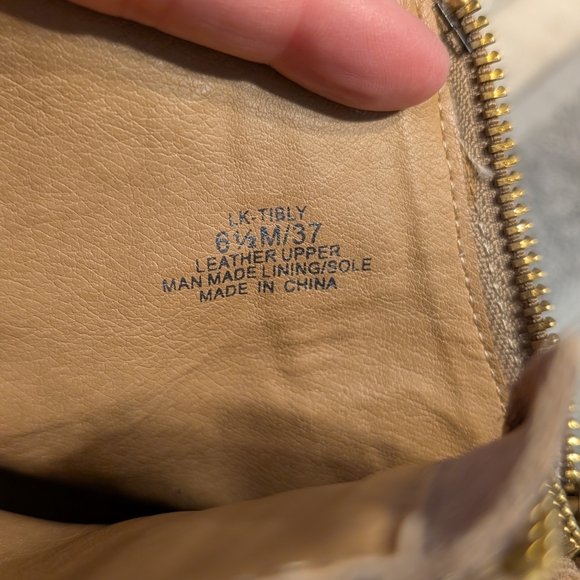 LK-TIBLY
6½M/37
LEATHER UPPER
MAN MADE LINING/SOLE
MADE IN CHINA